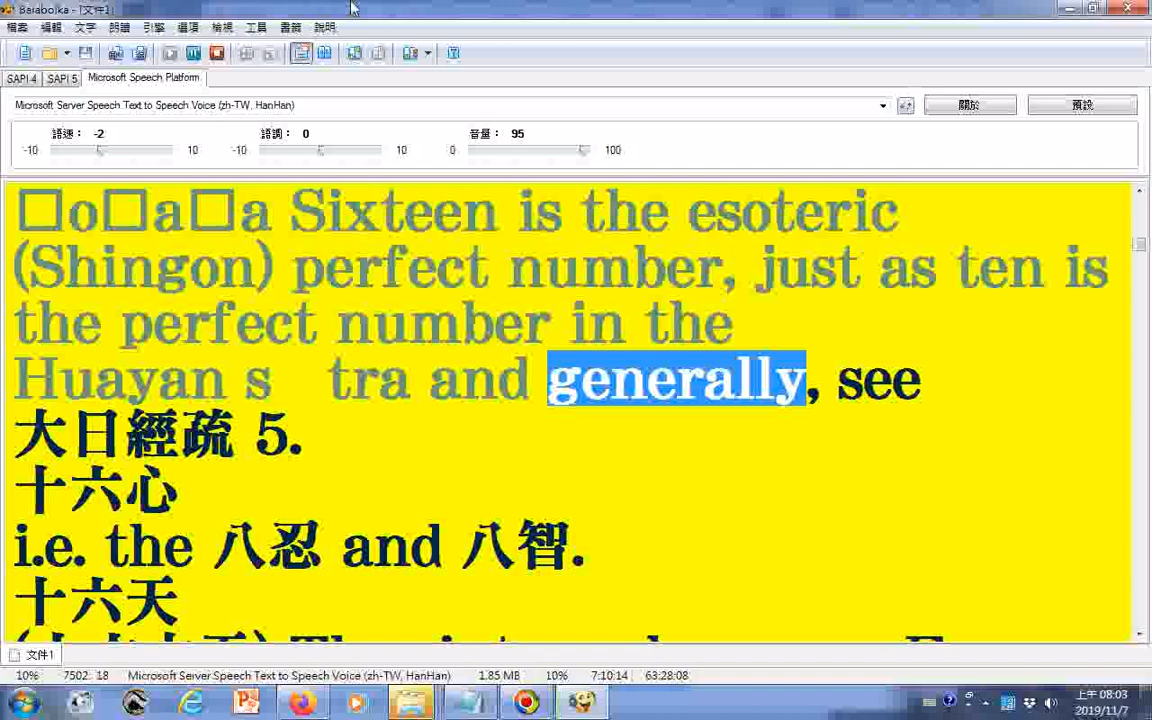 Balabolka - [文件1]
檔案 編輯 文字 朗讀 引擎 選項 檢視 工具 書籤 說明
SAPI 4 SAPI 5 Microsoft Speech Platform
Microsoft Server Speech Text to Speech Voice (zh-TW, HanHan) 關於 預設
語速： -2 語調： 0 音量： 95
-10 10 -10 10 0 100
□o□a□a Sixteen is the esoteric
(Shingon) perfect number, just as ten is
the perfect number in the
Huayan s tra and generally, see
大日經疏 5.
十六心
i.e. the 八忍 and 八智.
十六天
文件1
10% 7502: 18 Microsoft Server Speech Text to Speech Voice (zh-TW, HanHan) 1.85 MB 10% 7:10:14 63:28:08
上午 08:03
2019/11/7